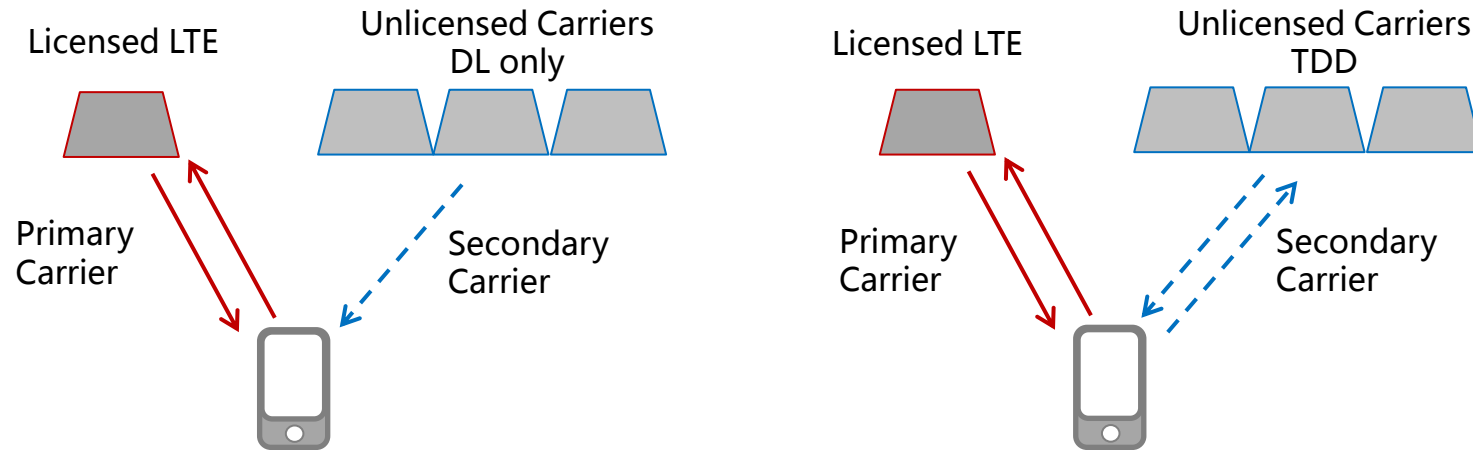 Licensed LTE
Unlicensed Carriers
DL only
Primary
Carrier
Secondary
Carrier
Licensed LTE
Unlicensed Carriers
TDD
Primary
Carrier
Secondary
Carrier